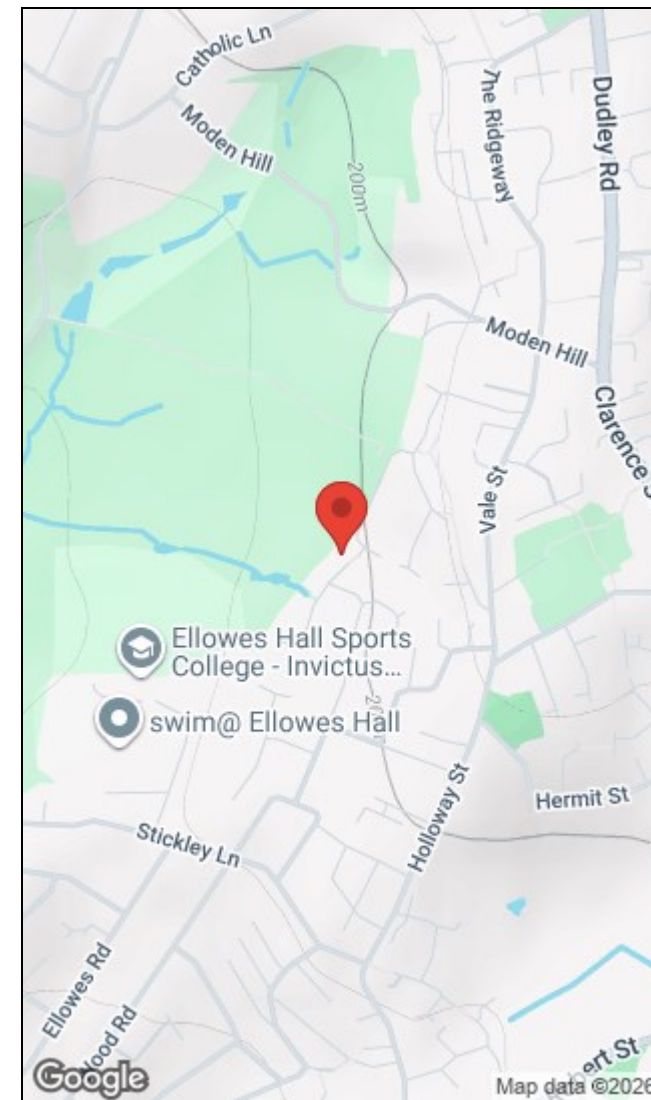 Catholic Ln
Moden Hill
The Ridgeway
Dudley Rd
200m
Moden Hill
Clarence S
Vale St
Ellowes Hall Sports
College - Invictus...
swim@ Ellowes Hall
Holloway St
Hermit St
Stickley Ln
Ellowes Rd
ood Rd
bert St
Google
Map data ©2026